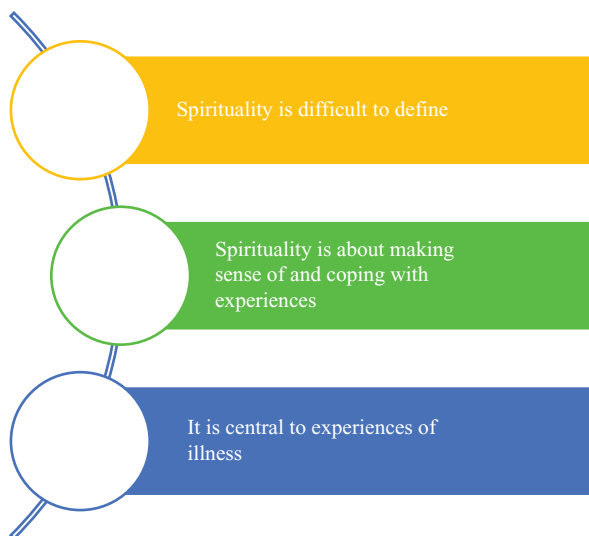 Spirituality is difficult to define
Spirituality is about making
sense of and coping with
experiences
It is central to experiences of
illness